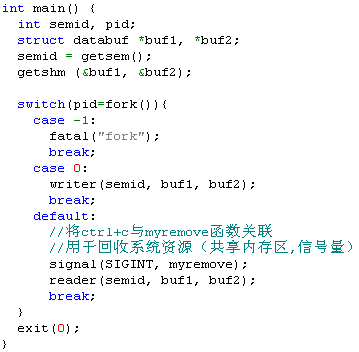 int main() {
int semid, pid;
struct databuf *buf1, *buf2;
semid = getsem();
getshm (&buf1, &buf2);
switch(pid=fork()){
case -1:
fatal("fork");
break;
case 0:
writer(semid, buf1, buf2);
break;
default:
//将ctrl+c与myremove函数关联
//用于回收系统资源（共享内存区,信号量）
signal(SIGINT, myremove);
reader(semid, buf1, buf2);
break;
}
exit(0);
}